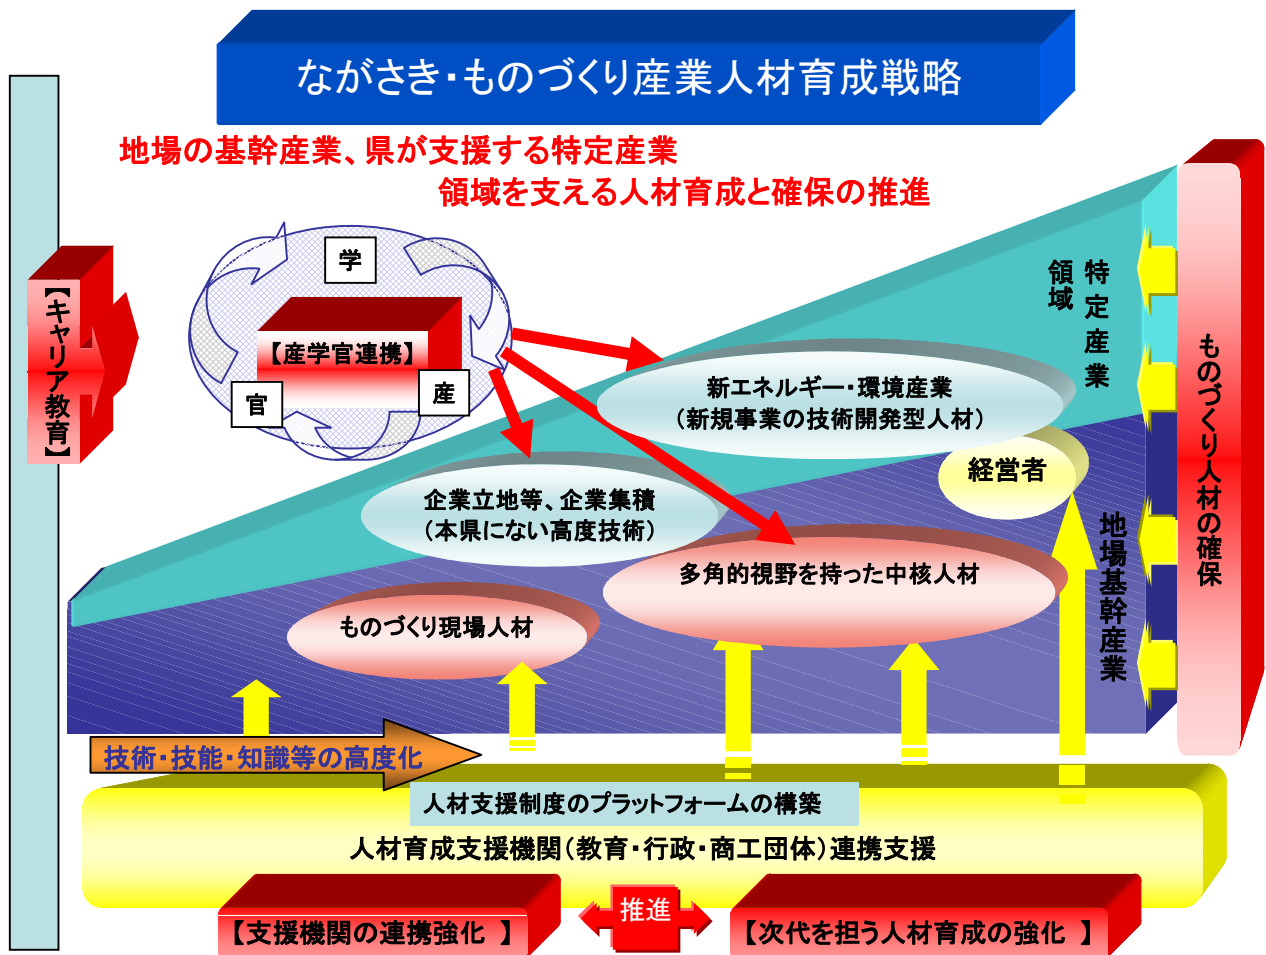 ながさき・ものづくり産業人材育成戦略
地場の基幹産業、県が支援する特定産業
領域を支える人材育成と確保の推進
【キャリア教育】
学
【産学官連携】
官
産
特定産業
領域
ものづくり人材の確保
新エネルギー・環境産業
（新規事業の技術開発型人材）
経営者
企業立地等、企業集積
（本県にない高度技術）
地場基幹産業
多角的視野を持った中核人材
ものづくり現場人材
技術・技能・知識等の高度化
人材支援制度のプラットフォームの構築
人材育成支援機関（教育・行政・商工団体）連携支援
【支援機関の連携強化 】
推進
【次代を担う人材育成の強化 】